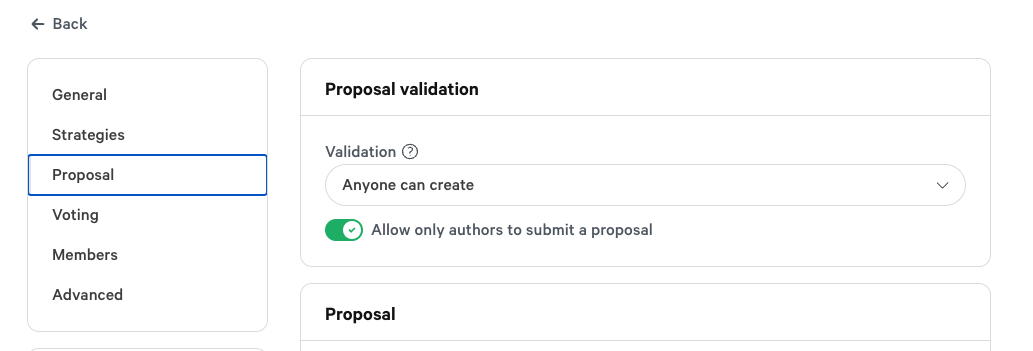 Back
General
Strategies
Proposal
Voting
Members
Advanced
Proposal validation
Validation
Anyone can create
Allow only authors to submit a proposal
Proposal